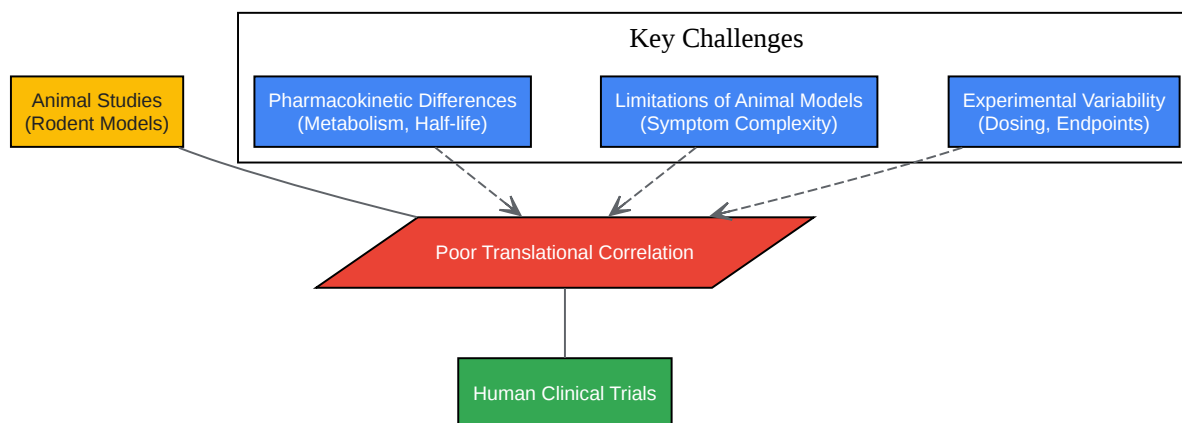 Key Challenges
Animal Studies
(Rodent Models)
Pharmacokinetic Differences
(Metabolism, Half-life)
Limitations of Animal Models
(Symptom Complexity)
Experimental Variability
(Dosing, Endpoints)
Poor Translational Correlation
Human Clinical Trials